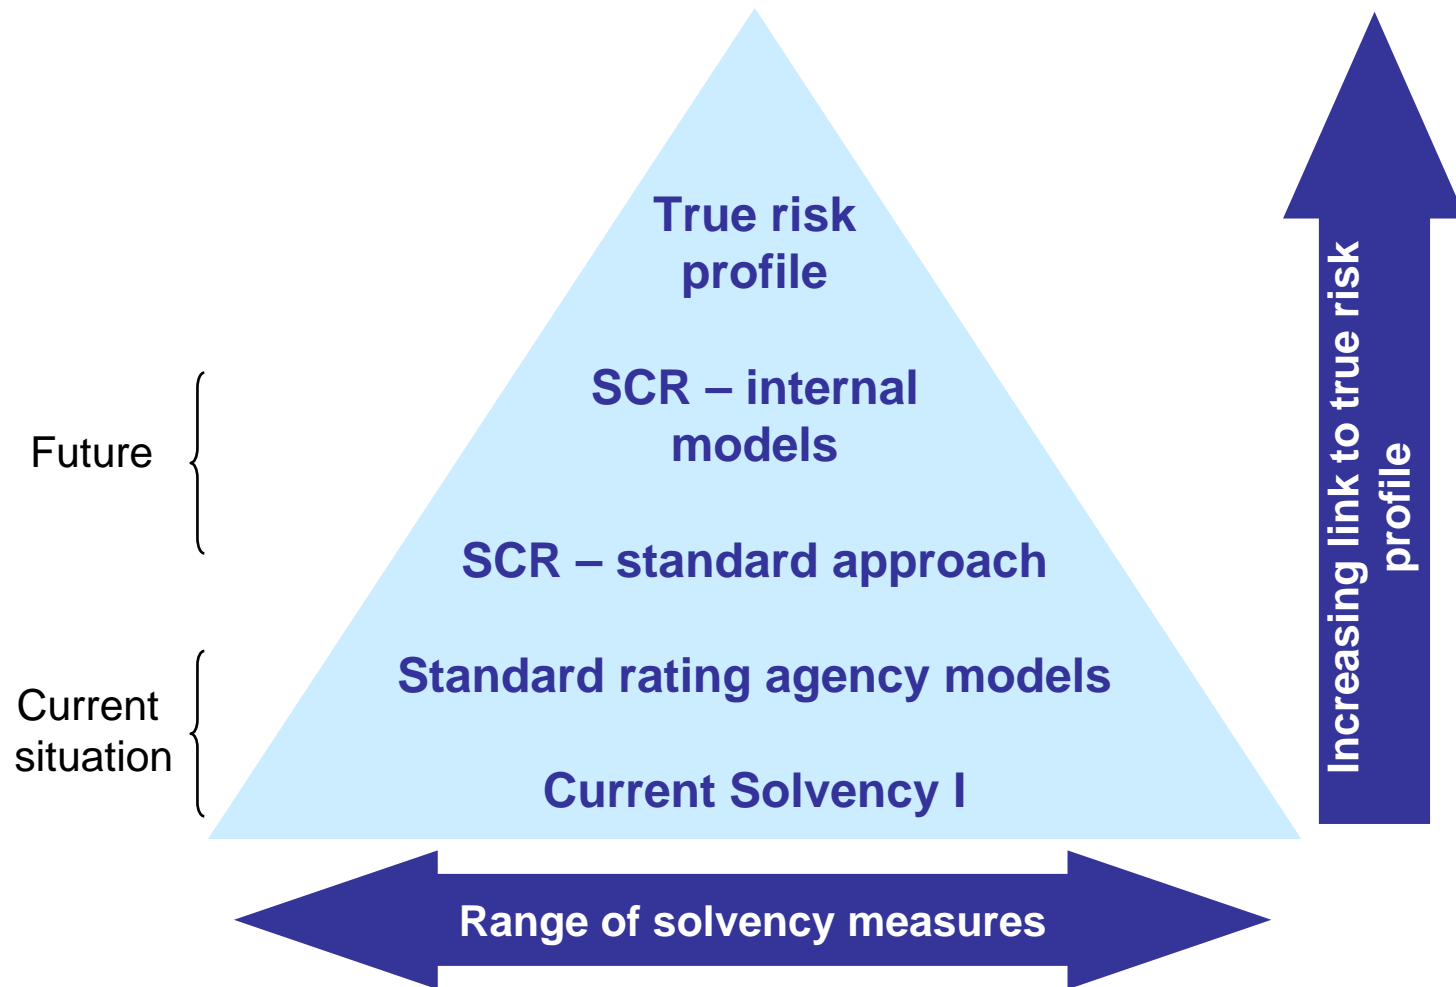 True risk
profile
SCR – internal
models
Future
SCR – standard approach
Standard rating agency models
Current
situation
Current Solvency I
Range of solvency measures
Increasing link to true risk
profile